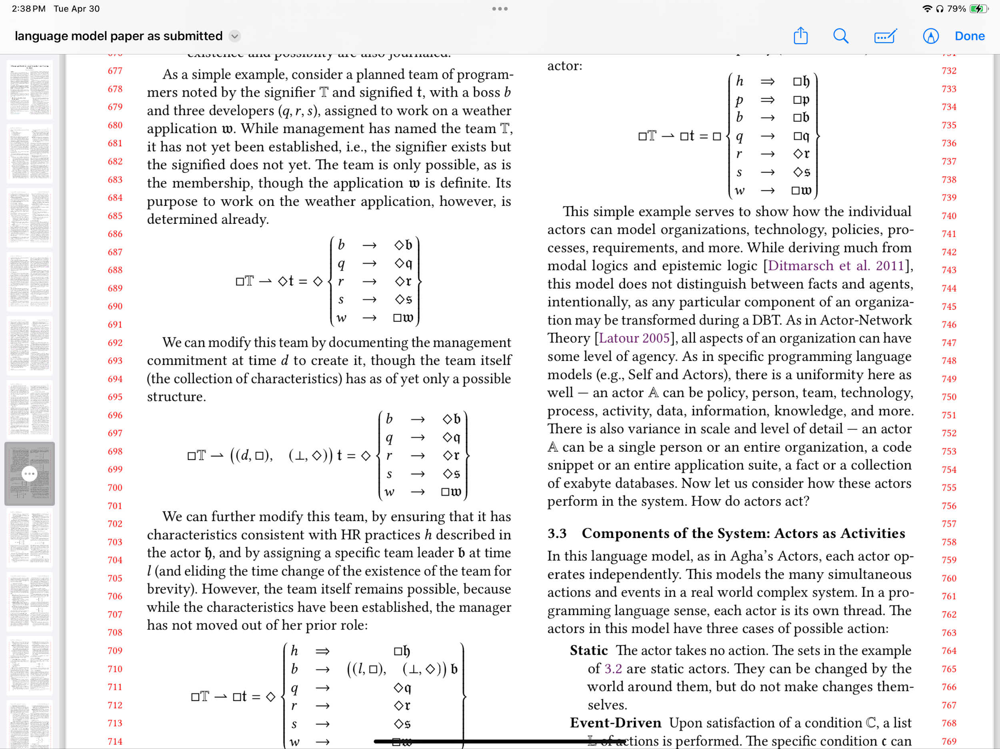 2:38 PM Tue Apr 30
79%
language model paper as submitted
Done
existence and possibility are also journaled.
677
As a simple example, consider a planned team of program-
678
mers noted by the signifier 𝕋 and signified 𝔱, with a boss b
679
and three developers (q, r, s), assigned to work on a weather
680
application 𝔴. While management has named the team 𝕋,
681
it has not yet been established, i.e., the signifier exists but
682
the signified does not yet. The team is only possible, as is
683
the membership, though the application 𝔴 is definite. Its
684
purpose to work on the weather application, however, is
685
determined already.
686
b → ◇𝔟
687
q → ◇𝔮
688
□𝕋 ⇀ ◇𝔱 = ◇ { r → ◇𝔯 }
689
s → ◇𝔰
690
w → □𝔴
691
692
We can modify this team by documenting the management
693
commitment at time d to create it, though the team itself
694
(the collection of characteristics) has as of yet only a possible
695
structure.
696
b → ◇𝔟
697
q → ◇𝔮
698
□𝕋 ⇀ ((d, □), (⊥, ◇)) 𝔱 = ◇ { r → ◇𝔯 }
699
s → ◇𝔰
700
w → □𝔴
701
We can further modify this team, by ensuring that it has
702
characteristics consistent with HR practices h described in
703
the actor 𝔥, and by assigning a specific team leader 𝔟 at time
704
l (and eliding the time change of the existence of the team for
705
brevity). However, the team itself remains possible, because
706
while the characteristics have been established, the manager
707
has not moved out of her prior role:
708
709
h ⇒ □𝔥
710
b → ((l, □), (⊥, ◇)) 𝔟
711
q → ◇𝔮
□𝕋 ⇀ □𝔱 = ◇
712
r → ◇𝔯
713
s → ◇𝔰
714
w → □𝔴
actor:
732
h ⇒ □𝔥
733
p ⇒ □𝔭
734
b → □𝔟
735
□𝕋 ⇀ □𝔱 = □ { q → □𝔮 }
736
r → ◇𝔯
737
s → ◇𝔰
738
w → □𝔴
739
This simple example serves to show how the individual
740
actors can model organizations, technology, policies, pro-
741
cesses, requirements, and more. While deriving much from
742
modal logics and epistemic logic [Ditmarsch et al. 2011],
743
this model does not distinguish between facts and agents,
744
intentionally, as any particular component of an organiza-
745
tion may be transformed during a DBT. As in Actor-Network
746
Theory [Latour 2005], all aspects of an organization can have
747
some level of agency. As in specific programming language
748
models (e.g., Self and Actors), there is a uniformity here as
749
well — an actor 𝔸 can be policy, person, team, technology,
750
process, activity, data, information, knowledge, and more.
751
There is also variance in scale and level of detail — an actor
752
𝔸 can be a single person or an entire organization, a code
753
snippet or an entire application suite, a fact or a collection
754
of exabyte databases. Now let us consider how these actors
755
perform in the system. How do actors act?
756
757
3.3 Components of the System: Actors as Activities
758
In this language model, as in Agha's Actors, each actor op-
759
erates independently. This models the many simultaneous
760
actions and events in a real world complex system. In a pro-
761
gramming language sense, each actor is its own thread. The
762
actors in this model have three cases of possible action:
763
Static The actor takes no action. The sets in the example
764
of 3.2 are static actors. They can be changed by the
765
world around them, but do not make changes them-
766
selves.
767
Event-Driven Upon satisfaction of a condition ℂ, a list
768
𝕃 of actions is performed. The specific condition 𝔠 can
769